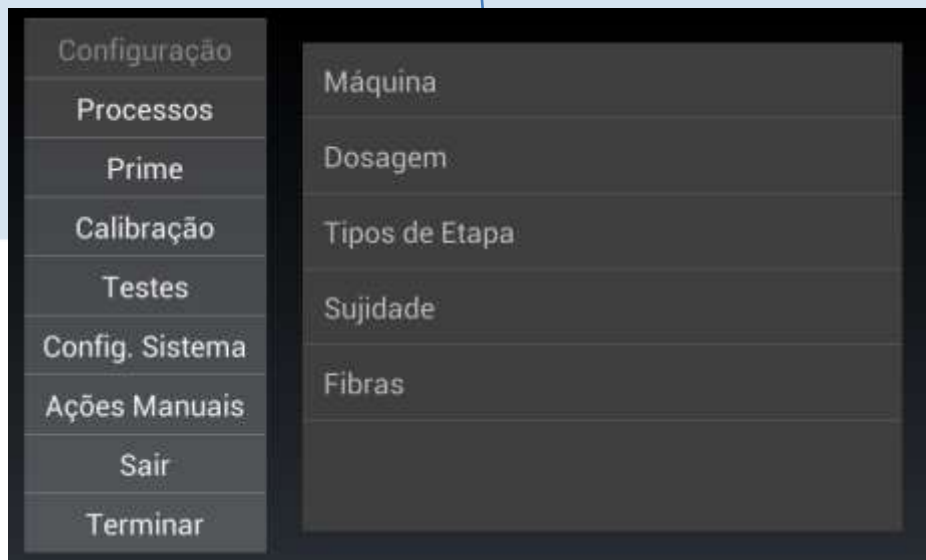 Configuração
Processos
Prime
Calibração
Testes
Config. Sistema
Ações Manuais
Sair
Terminar
Máquina
Dosagem
Tipos de Etapa
Sujidade
Fibras